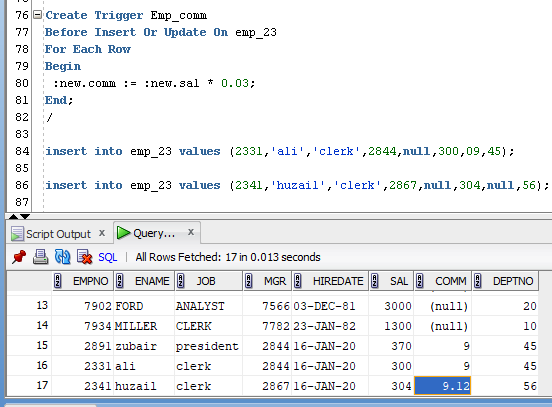 76 Create Trigger Emp_comm
77 Before Insert Or Update On emp_23
78 For Each Row
79 Begin
80 :new.comm := :new.sal * 0.03;
81 End;
82 /
83
84 insert into emp_23 values (2331,'ali','clerk',2844,null,300,09,45);
85
86 insert into emp_23 values (2341,'huzail','clerk',2867,null,304,null,56);
87
Script Output x Query... x
SQL | All Rows Fetched: 17 in 0.013 seconds
EMPNO ENAME JOB MGR HIREDATE SAL COMM DEPTNO
13 7902 FORD ANALYST 7566 03-DEC-81 3000 (null) 20
14 7934 MILLER CLERK 7782 23-JAN-82 1300 (null) 10
15 2891 zubair president 2844 16-JAN-20 370 9 45
16 2331 ali clerk 2844 16-JAN-20 300 9 45
17 2341 huzail clerk 2867 16-JAN-20 304 9.12 56